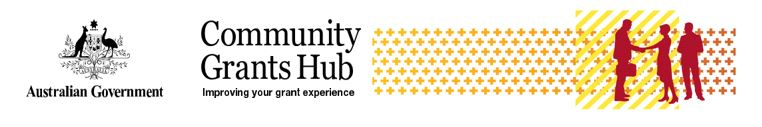 Australian Government
Community
Grants Hub
Improving your grant experience